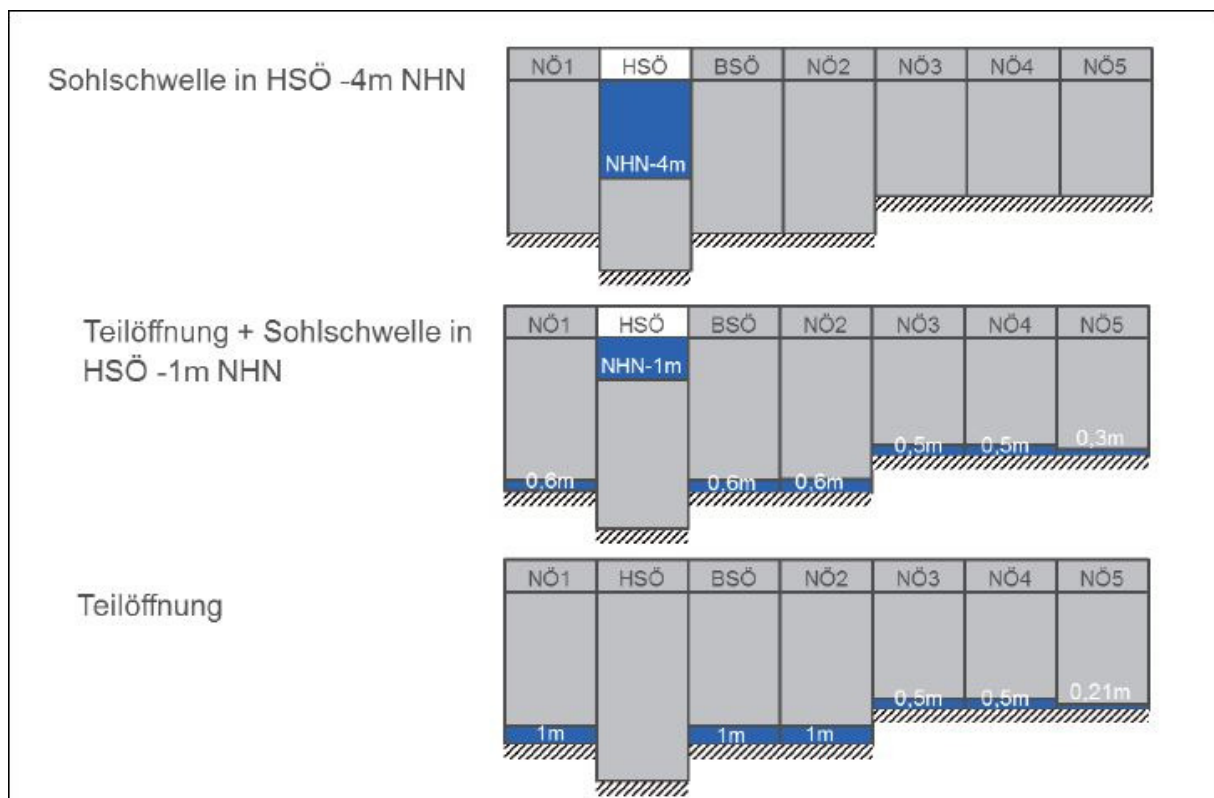 Sohlschwelle in HSÖ -4m NHN
NÖ1 HSÖ BSÖ NÖ2 NÖ3 NÖ4 NÖ5
NHN-4m
Teilöffnung + Sohlschwelle in
HSÖ -1m NHN
NÖ1 HSÖ BSÖ NÖ2 NÖ3 NÖ4 NÖ5
NHN-1m
0,5m 0,5m 0,3m
0,6m 0,6m 0,6m
Teilöffnung
NÖ1 HSÖ BSÖ NÖ2 NÖ3 NÖ4 NÖ5
0,5m 0,5m 0,21m
1m 1m 1m